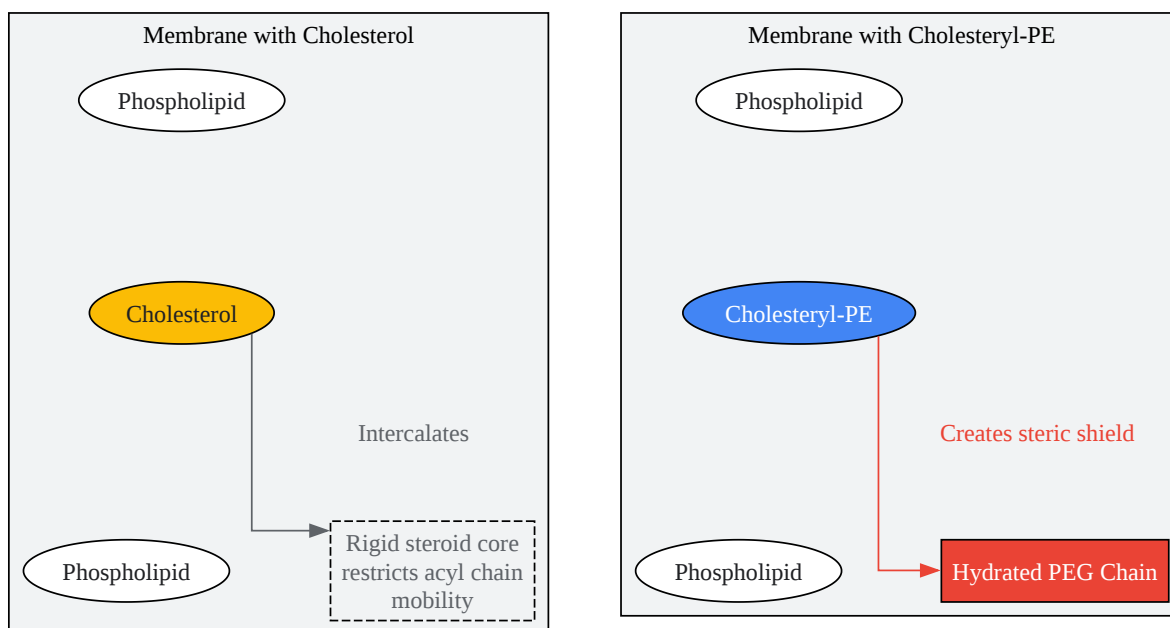 Membrane with Cholesterol
Phospholipid
Cholesterol
Intercalates
Rigid steroid core
restricts acyl chain
mobility
Phospholipid
Membrane with Cholesteryl-PE
Phospholipid
Cholesteryl-PE
Creates steric shield
Hydrated PEG Chain
Phospholipid